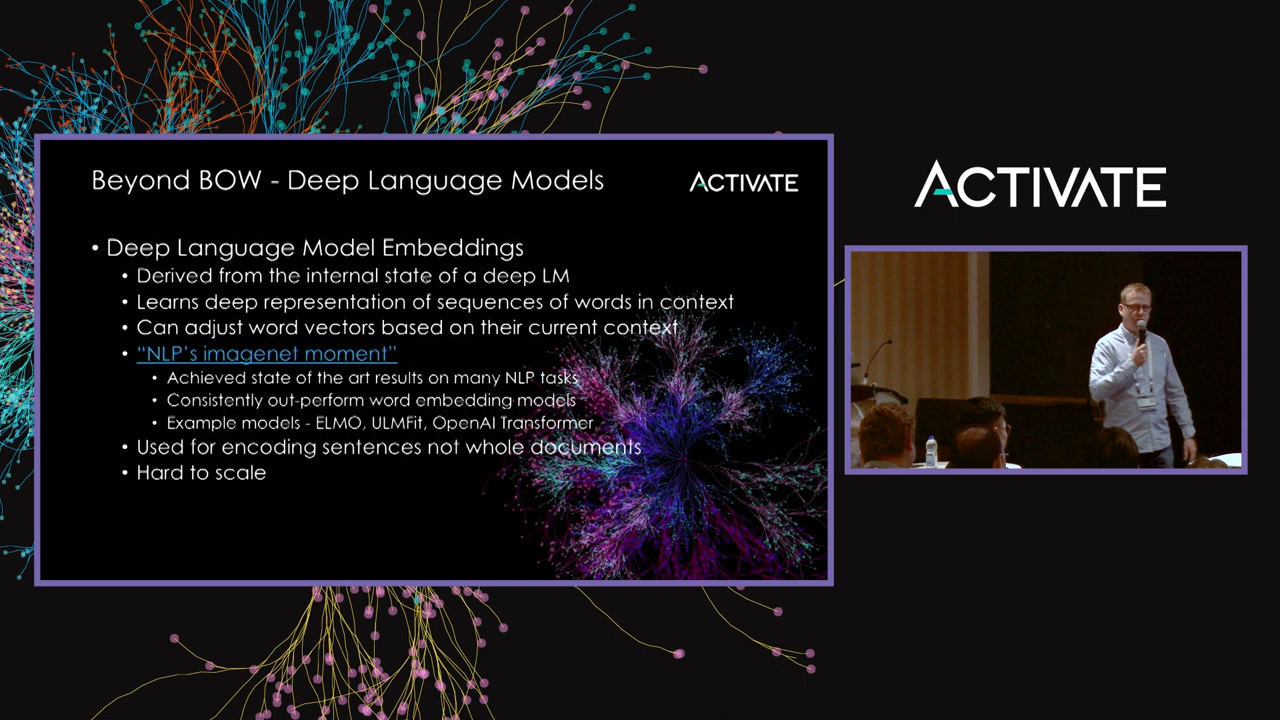 Beyond BOW - Deep Language Models
ACTIVATE
• Deep Language Model Embeddings
• Derived from the internal state of a deep LM
• Learns deep representation of sequences of words in context
• Can adjust word vectors based on their current context
• “NLP’s imagenet moment”
• Achieved state of the art results on many NLP tasks
• Consistently out-perform word embedding models
• Example models - ELMO, ULMFit, OpenAI Transformer
• Used for encoding sentences not whole documents
• Hard to scale
ACTIVATE